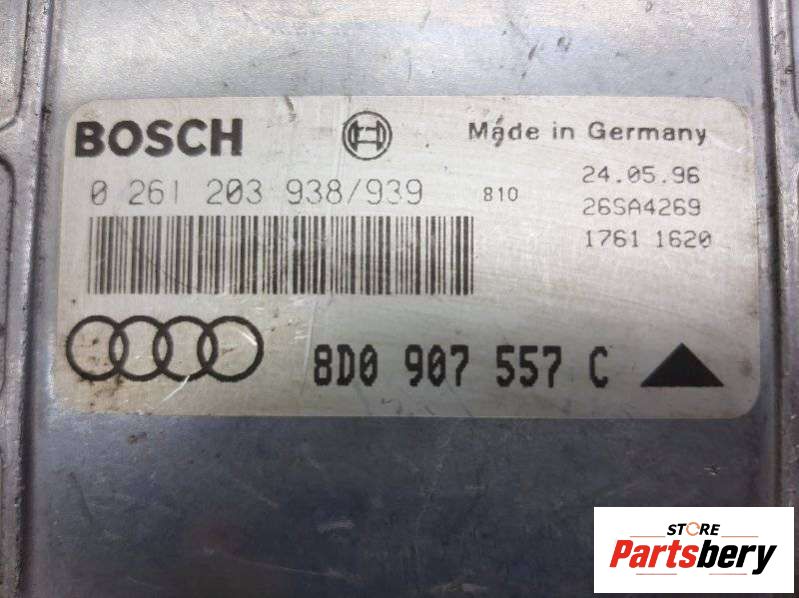 BOSCH
Made in Germany
0 261 203 938/939
810
24.05.96
26SA4269
1761 1620
8D0 907 557 C
STORE
Partsbery